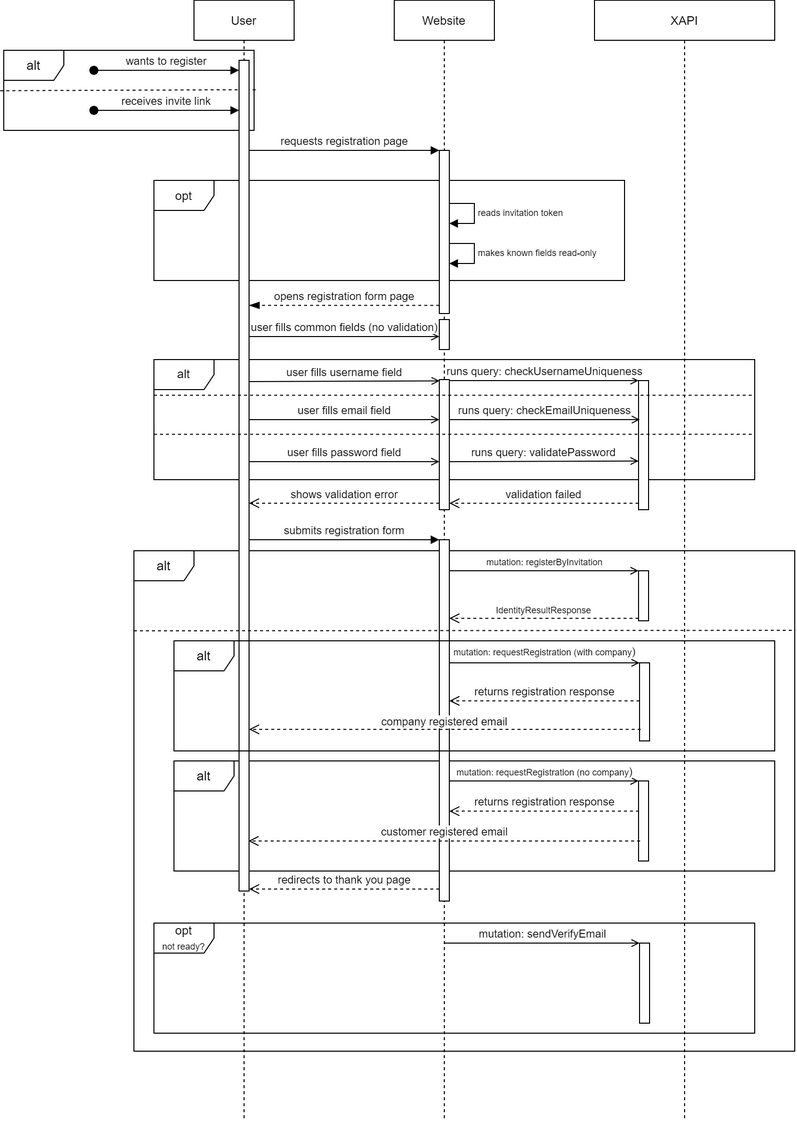 User
Website
XAPI
alt
wants to register
receives invite link
requests registration page
opt
reads invitation token
makes known fields read-only
opens registration form page
user fills common fields (no validation)
alt
user fills username field
runs query: checkUsernameUniqueness
user fills email field
runs query: checkEmailUniqueness
user fills password field
runs query: validatePassword
shows validation error
validation failed
submits registration form
alt
mutation: registerByInvitation
IdentityResultResponse
alt
mutation: requestRegistration (with company)
returns registration response
company registered email
alt
mutation: requestRegistration (no company)
returns registration response
customer registered email
redirects to thank you page
opt
not ready?
mutation: sendVerifyEmail